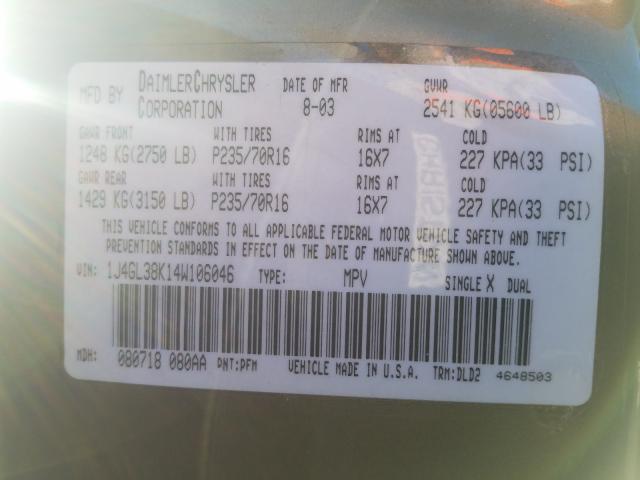 MFD BY DAIMLERCHRYSLER CORPORATION DATE OF MFR 8-03 GVWR 2541 KG(05600 LB)
GAWR FRONT WITH TIRES RIMS AT COLD
1248 KG(2750 LB) P235/70R16 16X7 227 KPA(33 PSI)
GAWR REAR WITH TIRES RIMS AT COLD
1429 KG(3150 LB) P235/70R16 16X7 227 KPA(33 PSI)
THIS VEHICLE CONFORMS TO ALL APPLICABLE FEDERAL MOTOR VEHICLE SAFETY AND THEFT
PREVENTION STANDARDS IN EFFECT ON THE DATE OF MANUFACTURE SHOWN ABOVE.
VIN: 1J4GL38K14W106046 TYPE: MPV SINGLE X DUAL
MDH: 080718 080AA PNT:PFM VEHICLE MADE IN U.S.A. TRM:DLD2 4648503